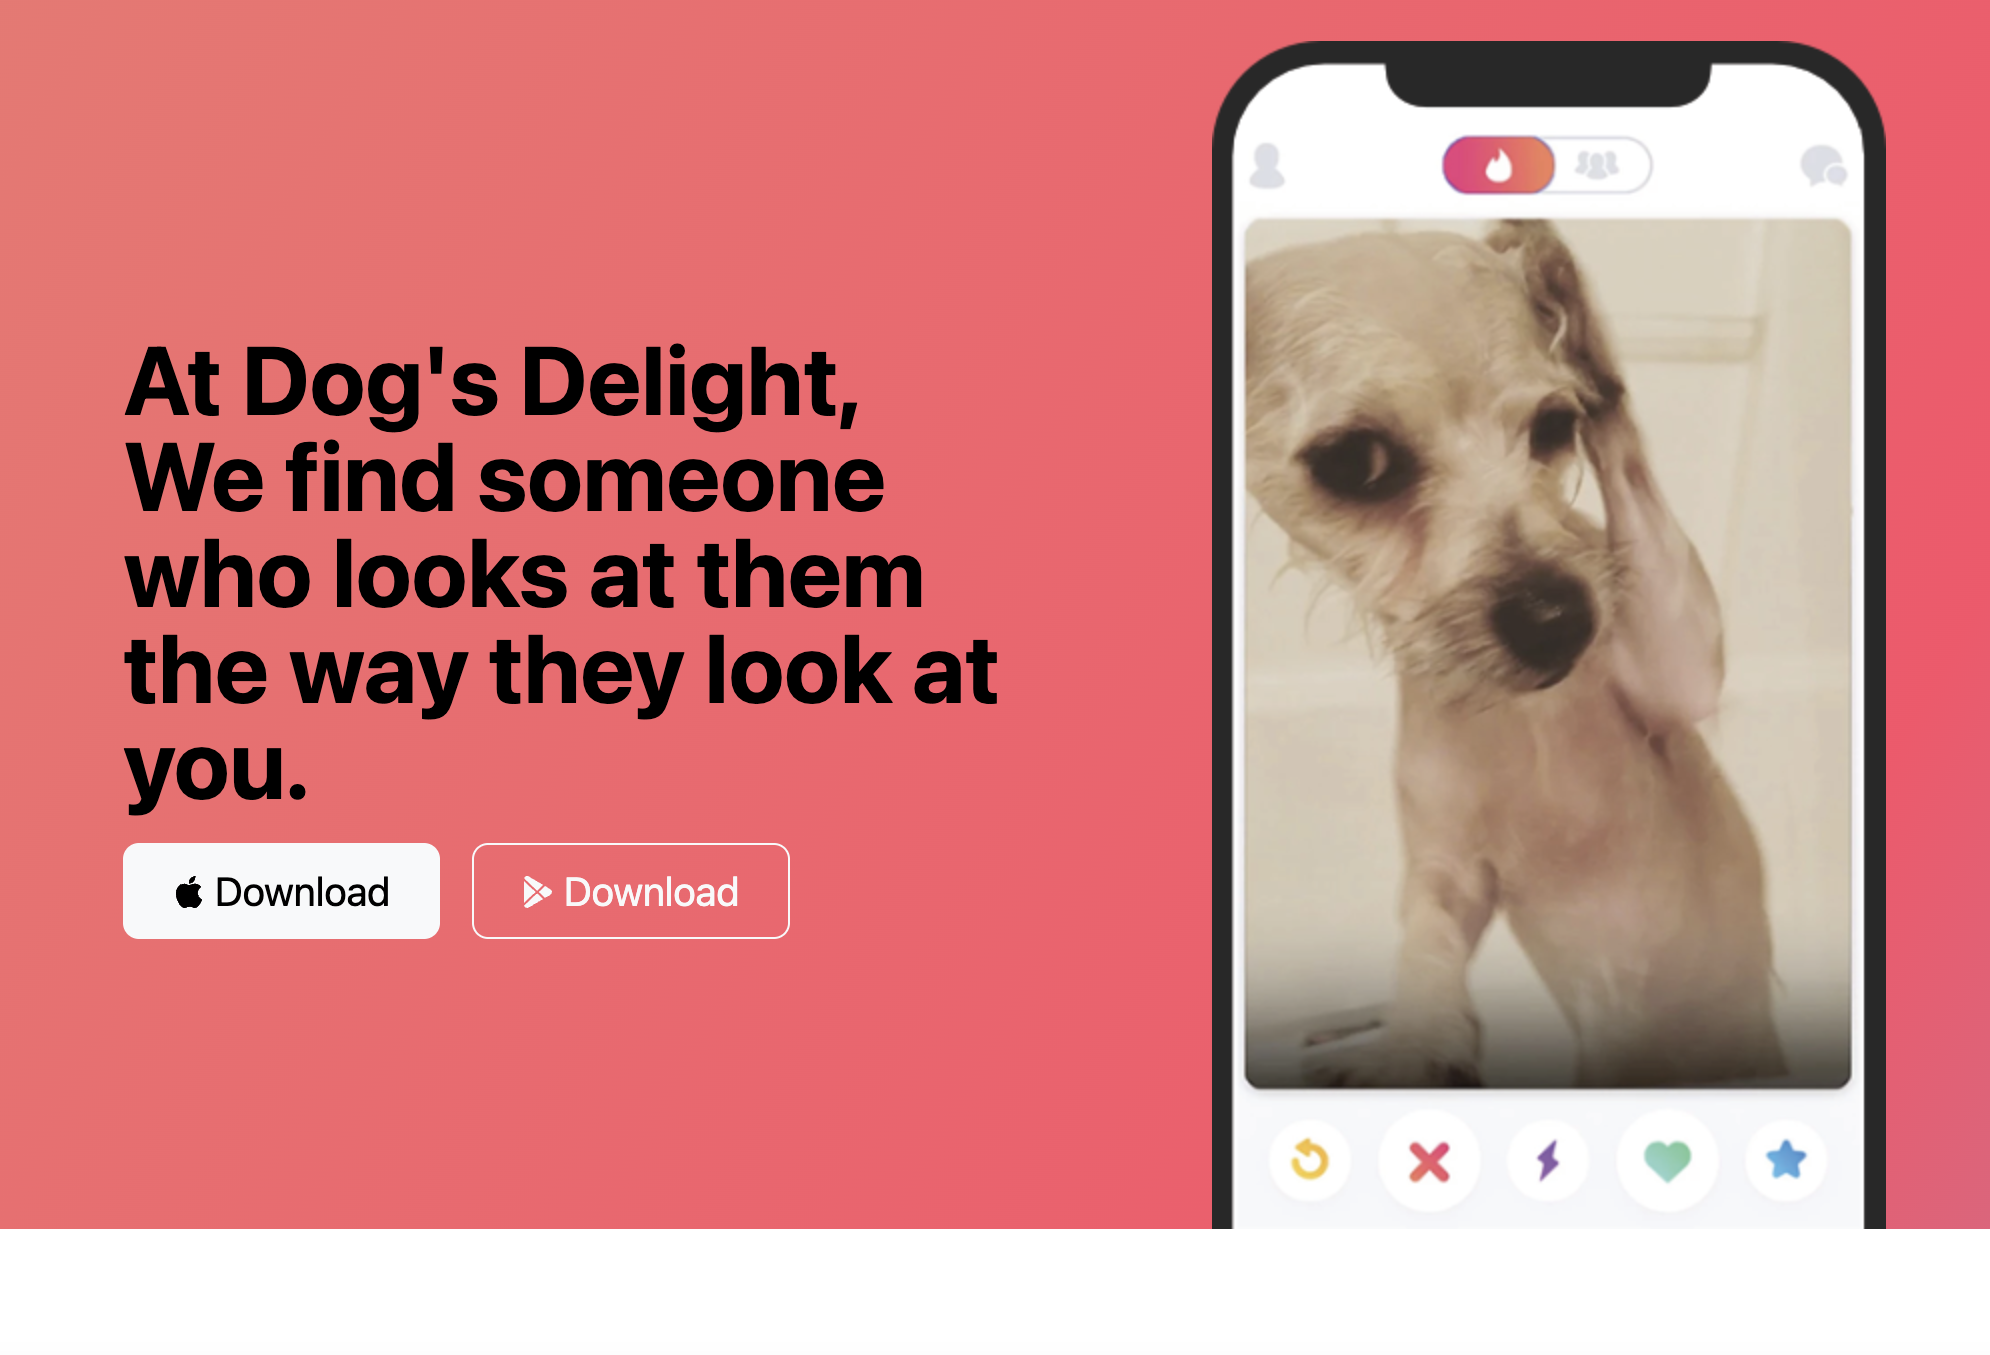 At Dog's Delight,
We find someone
who looks at them
the way they look at
you.
Download
Download